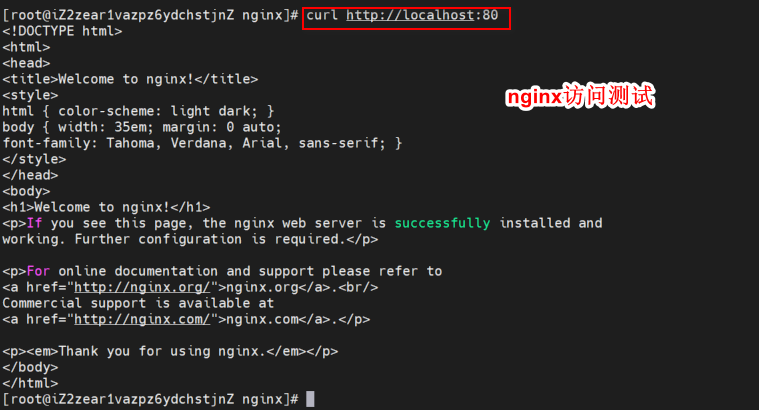 [root@iZ2zear1vazpz6ydchstjnZ nginx]# curl http://localhost:80
<!DOCTYPE html>
<html>
<head>
<title>Welcome to nginx!</title>
<style>
html { color-scheme: light dark; }
body { width: 35em; margin: 0 auto;
font-family: Tahoma, Verdana, Arial, sans-serif; }
</style>
</head>
<body>
<h1>Welcome to nginx!</h1>
<p>If you see this page, the nginx web server is successfully installed and
working. Further configuration is required.</p>

<p>For online documentation and support please refer to
<a href="http://nginx.org/">nginx.org</a>.<br/>
Commercial support is available at
<a href="http://nginx.com/">nginx.com</a>.</p>

<p><em>Thank you for using nginx.</em></p>
</body>
</html>
[root@iZ2zear1vazpz6ydchstjnZ nginx]#
nginx访问测试